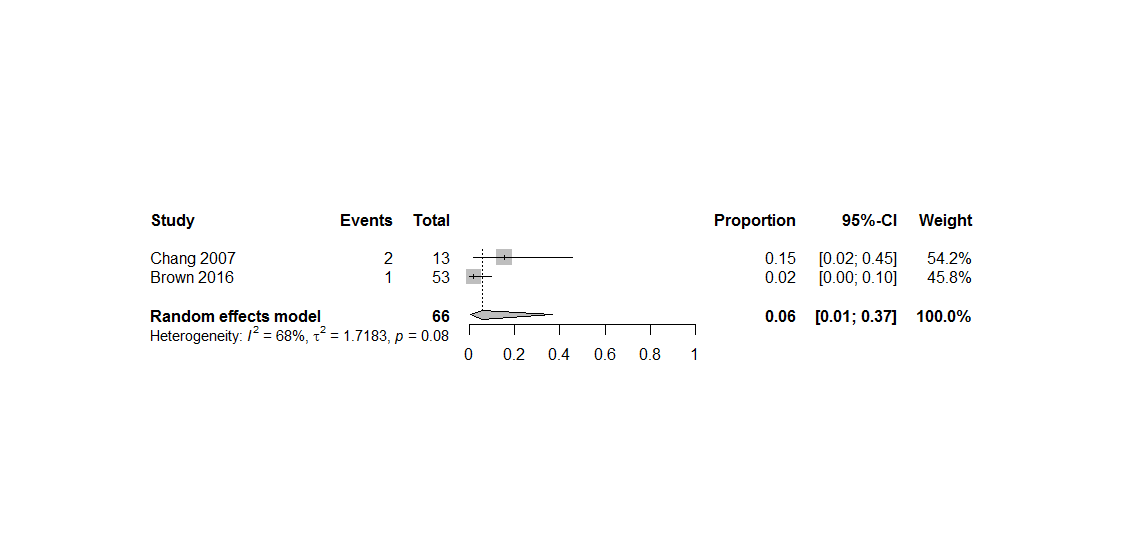 Study Events Total Proportion 95%-CI Weight
Chang 2007 2 13 0.15 [0.02; 0.45] 54.2%
Brown 2016 1 53 0.02 [0.00; 0.10] 45.8%
Random effects model 66 0.06 [0.01; 0.37] 100.0%
Heterogeneity: I² = 68%, τ² = 1.7183, p = 0.08
0 0.2 0.4 0.6 0.8 1